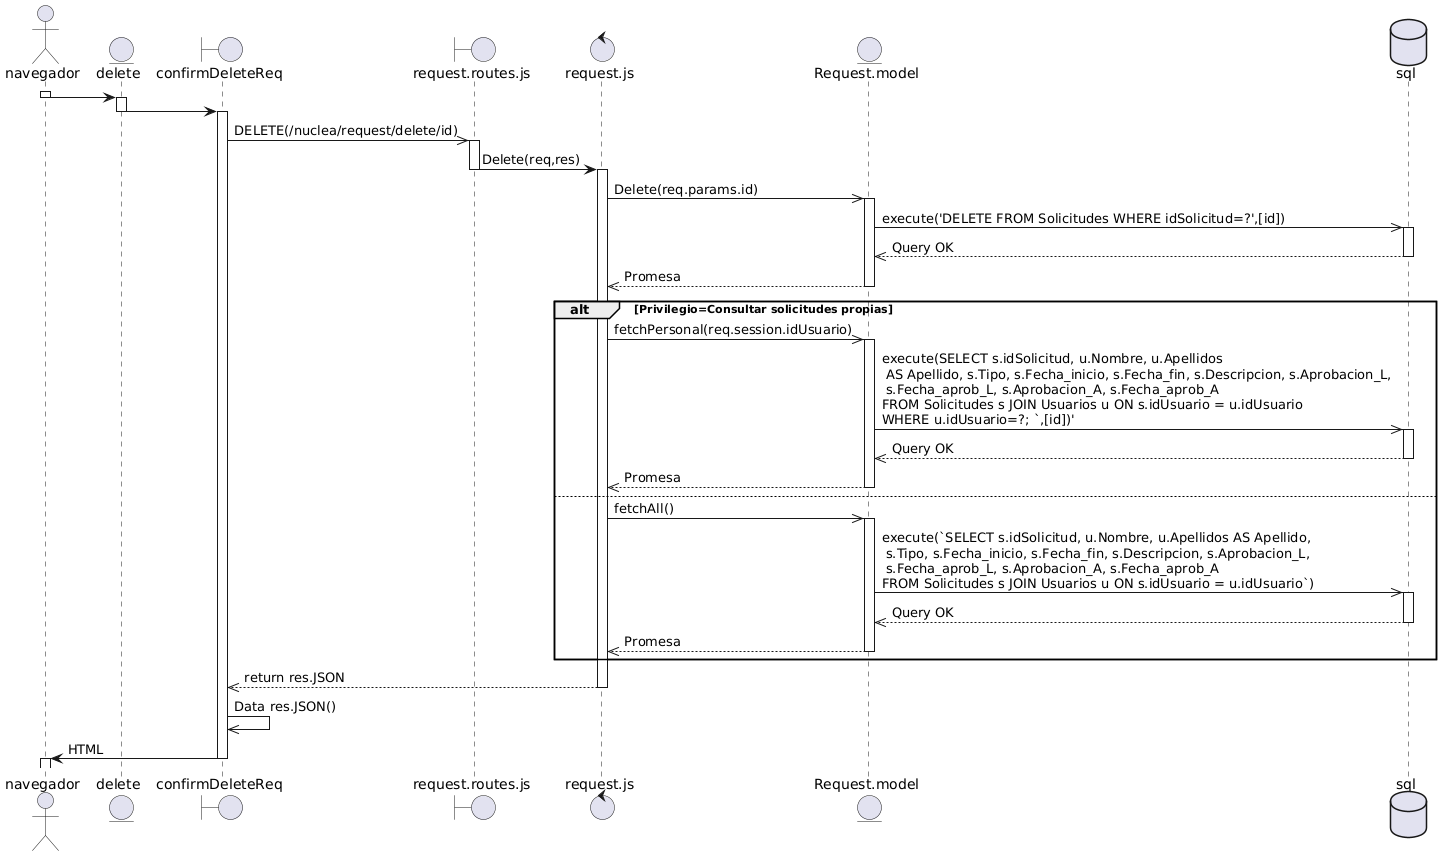 navegador delete confirmDeleteReq request.routes.js request.js Request.model sql
DELETE(/nuclea/request/delete/id)
Delete(req,res)
Delete(req.params.id)
execute('DELETE FROM Solicitudes WHERE idSolicitud=?',[id])
Query OK
Promesa
alt [Privilegio=Consultar solicitudes propias]
fetchPersonal(req.session.idUsuario)
execute(SELECT s.idSolicitud, u.Nombre, u.Apellidos
AS Apellido, s.Tipo, s.Fecha_inicio, s.Fecha_fin, s.Descripcion, s.Aprobacion_L,
s.Fecha_aprob_L, s.Aprobacion_A, s.Fecha_aprob_A
FROM Solicitudes s JOIN Usuarios u ON s.idUsuario = u.idUsuario
WHERE u.idUsuario=?; `,[id])'
Query OK
Promesa
fetchAll()
execute(`SELECT s.idSolicitud, u.Nombre, u.Apellidos AS Apellido,
s.Tipo, s.Fecha_inicio, s.Fecha_fin, s.Descripcion, s.Aprobacion_L,
s.Fecha_aprob_L, s.Aprobacion_A, s.Fecha_aprob_A
FROM Solicitudes s JOIN Usuarios u ON s.idUsuario = u.idUsuario`)
Query OK
Promesa
return res.JSON
Data res.JSON()
HTML
navegador delete confirmDeleteReq request.routes.js request.js Request.model sql